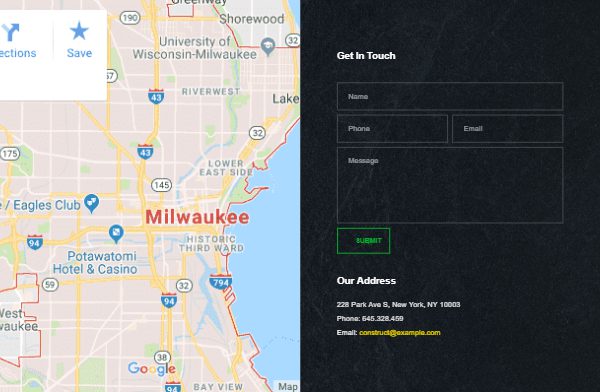 Greenway
190
Shorewood
ections
Save
University of
Wisconsin-Milwaukee
RIVERWEST
43
Lake
32
175
43
LOWER
EAST SIDE
145
/ Eagles Club
Milwaukee
94
HISTORIC
THIRD WARD
Potawatomi
Hotel & Casino
94
794
59
West
waukee
32
38
Google
94
BAY VIEW
Map
Get In Touch
Name
Phone
Email
Message
SUBMIT
Our Address
228 Park Ave S, New York, NY 10003
Phone: 645.328.459
Email: construct@example.com